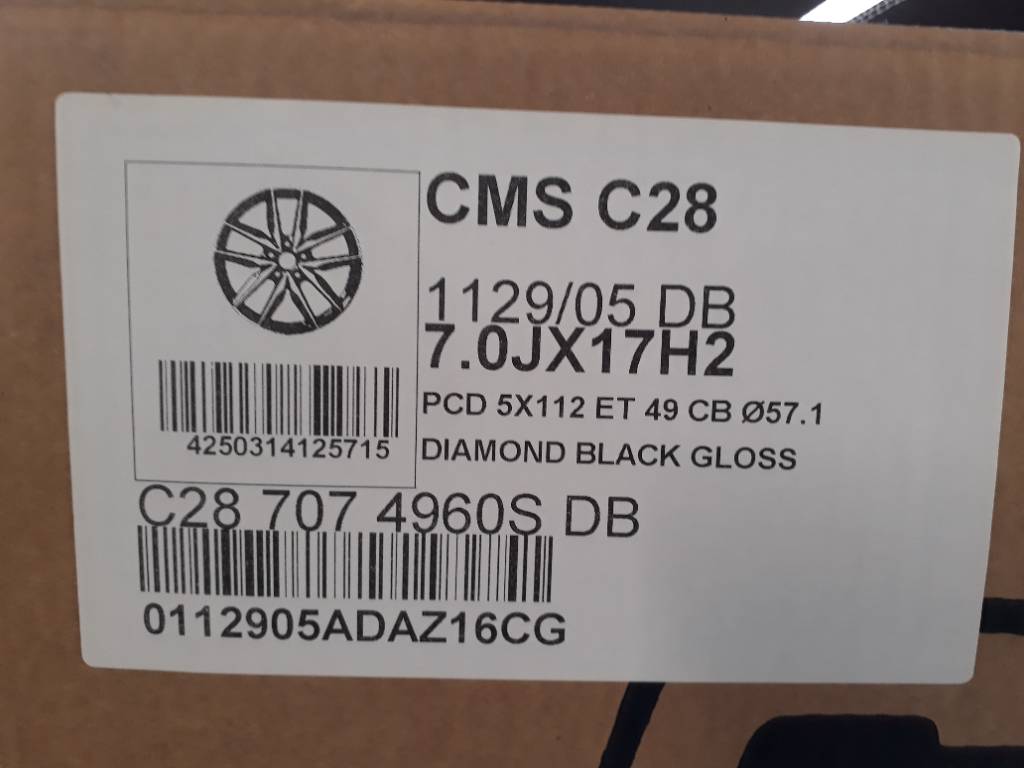 CMS C28
1129/05 DB
7.0JX17H2
PCD 5X112 ET 49 CB Ø57.1
DIAMOND BLACK GLOSS
4250314125715
C28 707 4960S DB
0112905ADAZ16CG